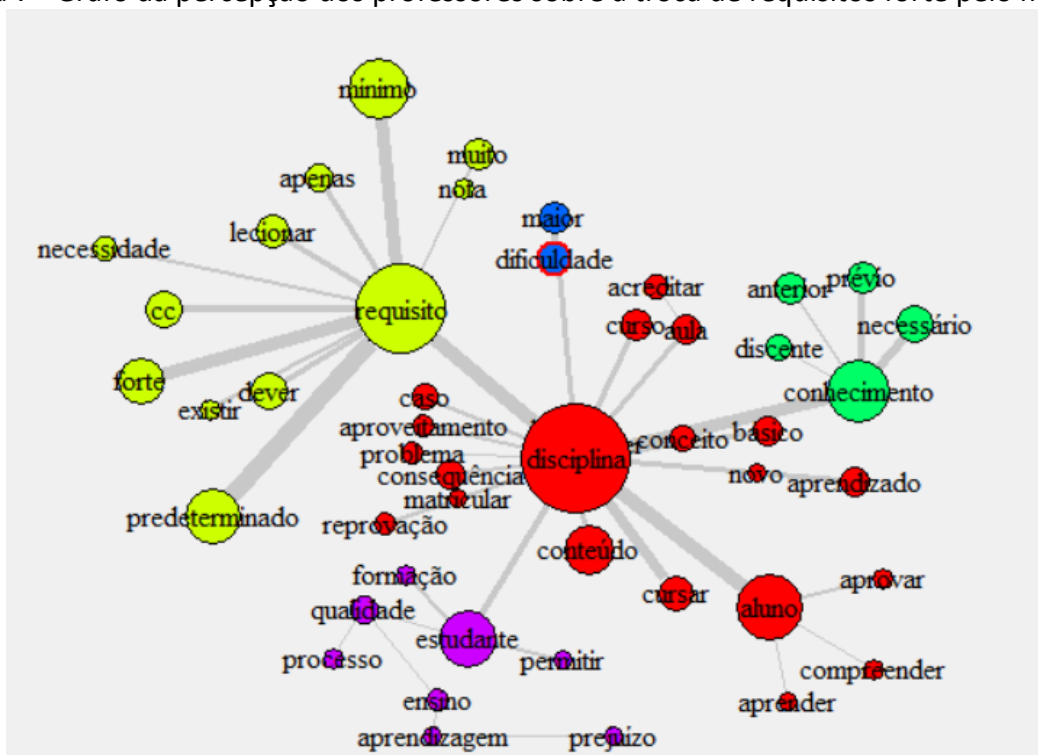 mínimo
muito
apenas
nota
maior
lecionar
necessidade
dificuldade
acreditar
anterior
prévio
cc
requisito
curso
aula
necessário
discente
forte
dever
existir
conhecimento
caso
aproveitamento
conceito
básico
problema
disciplina
consequência
novo
aprendizado
matricular
predeterminado
reprovação
conteúdo
formação
aprovar
cursar
qualidade
aluno
estudante
processo
permitir
compreender
ensino
aprender
aprendizagem
prejuízo